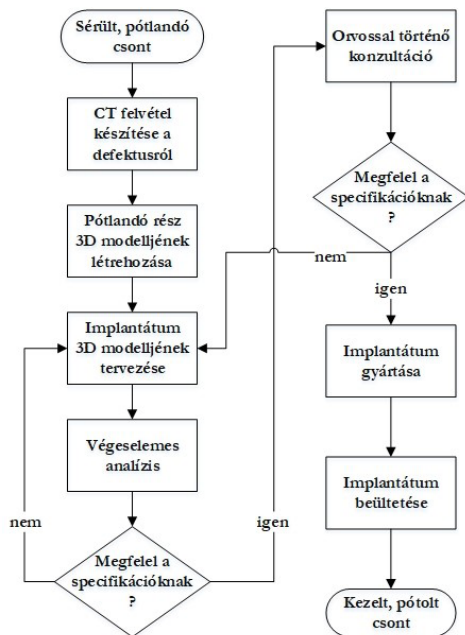 Sérült, pótlandó
csont
CT felvétel
készítése a
defektusról
Pótlandó rész
3D modelljének
létrehozása
Implantátum
3D modelljének
tervezése
Végeselemes
analízis
nem
Megfelel a
specifikációknak
?
igen
Orvossal történő
konzultáció
Megfelel a
specifikációknak
?
nem
igen
Implantátum
gyártása
Implantátum
beültetése
Kezelt, pótolt
csont